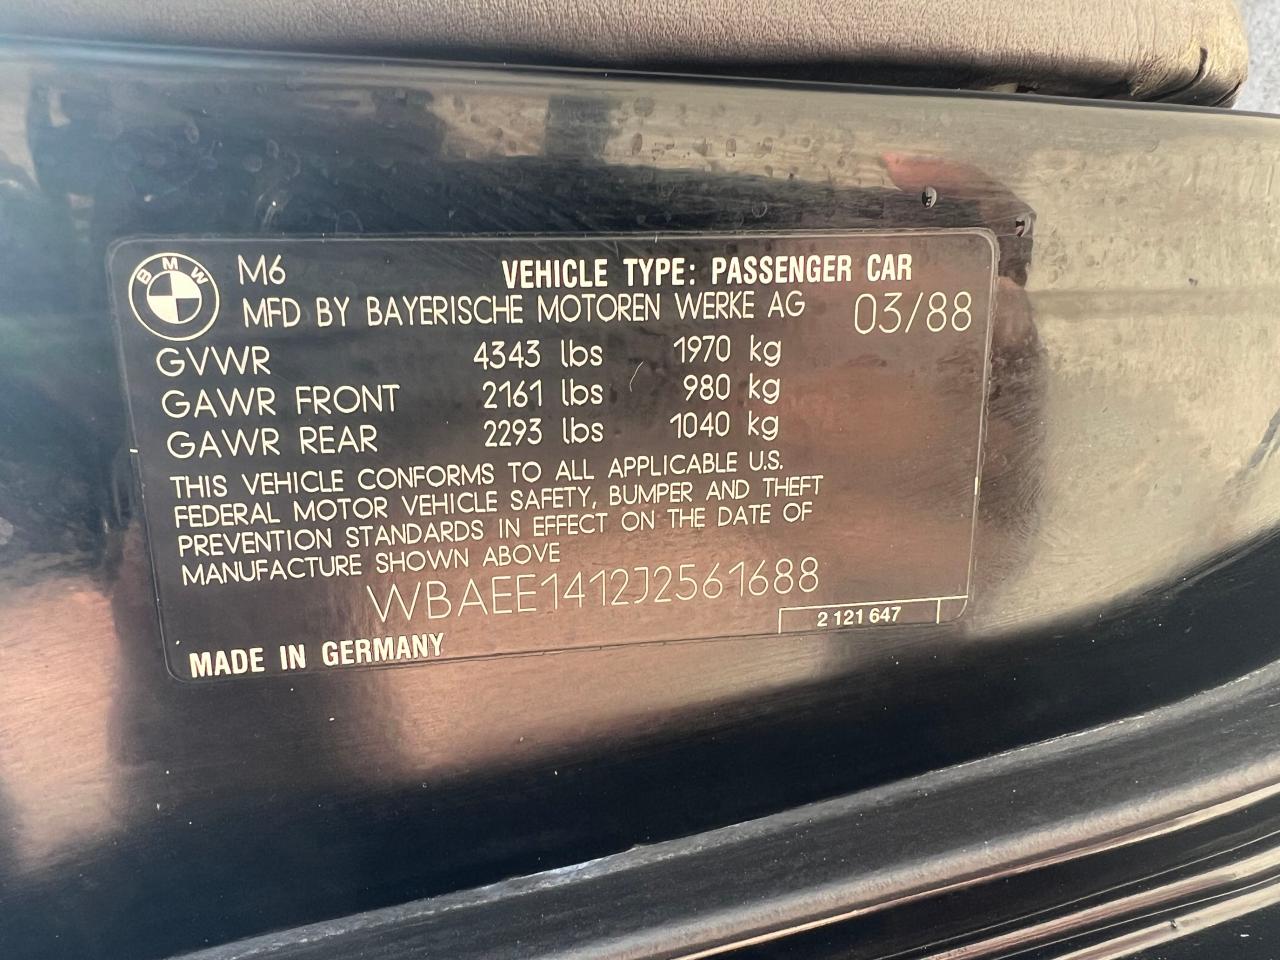 BMW M6 VEHICLE TYPE: PASSENGER CAR
MFD BY BAYERISCHE MOTOREN WERKE AG 03/88
GVWR 4343 lbs 1970 kg
GAWR FRONT 2161 lbs 980 kg
GAWR REAR 2293 lbs 1040 kg
THIS VEHICLE CONFORMS TO ALL APPLICABLE U.S.
FEDERAL MOTOR VEHICLE SAFETY, BUMPER AND THEFT
PREVENTION STANDARDS IN EFFECT ON THE DATE OF
MANUFACTURE SHOWN ABOVE
WBAEE1412J2561688
2 121 647
MADE IN GERMANY